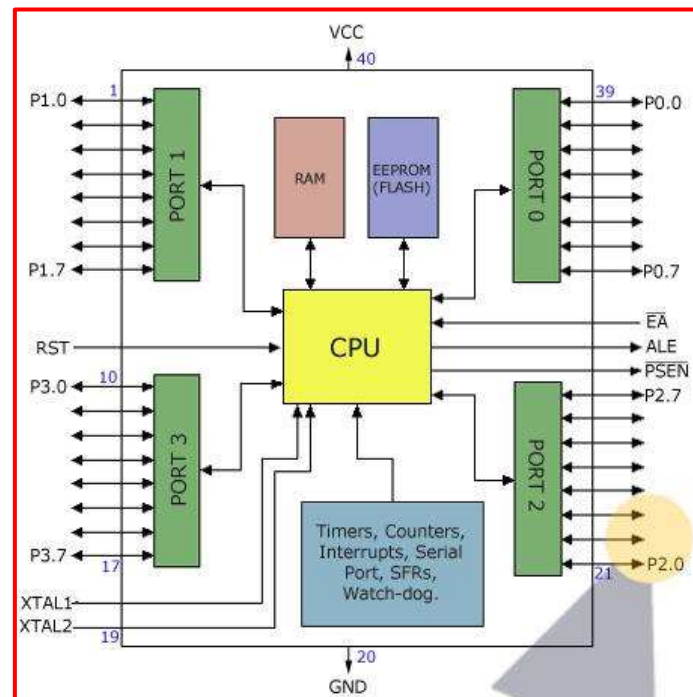 VCC
40
1
39
P1.0
P0.0
PORT 1
RAM
EEPROM
(FLASH)
PORT 0
P1.7
P0.7
EA
RST
CPU
ALE
PSEN
10
P3.0
P2.7
PORT 3
PORT 2
Timers, Counters,
Interrupts, Serial
Port, SFRs,
Watch-dog.
P3.7
P2.0
17
21
XTAL1
XTAL2
19
20
GND